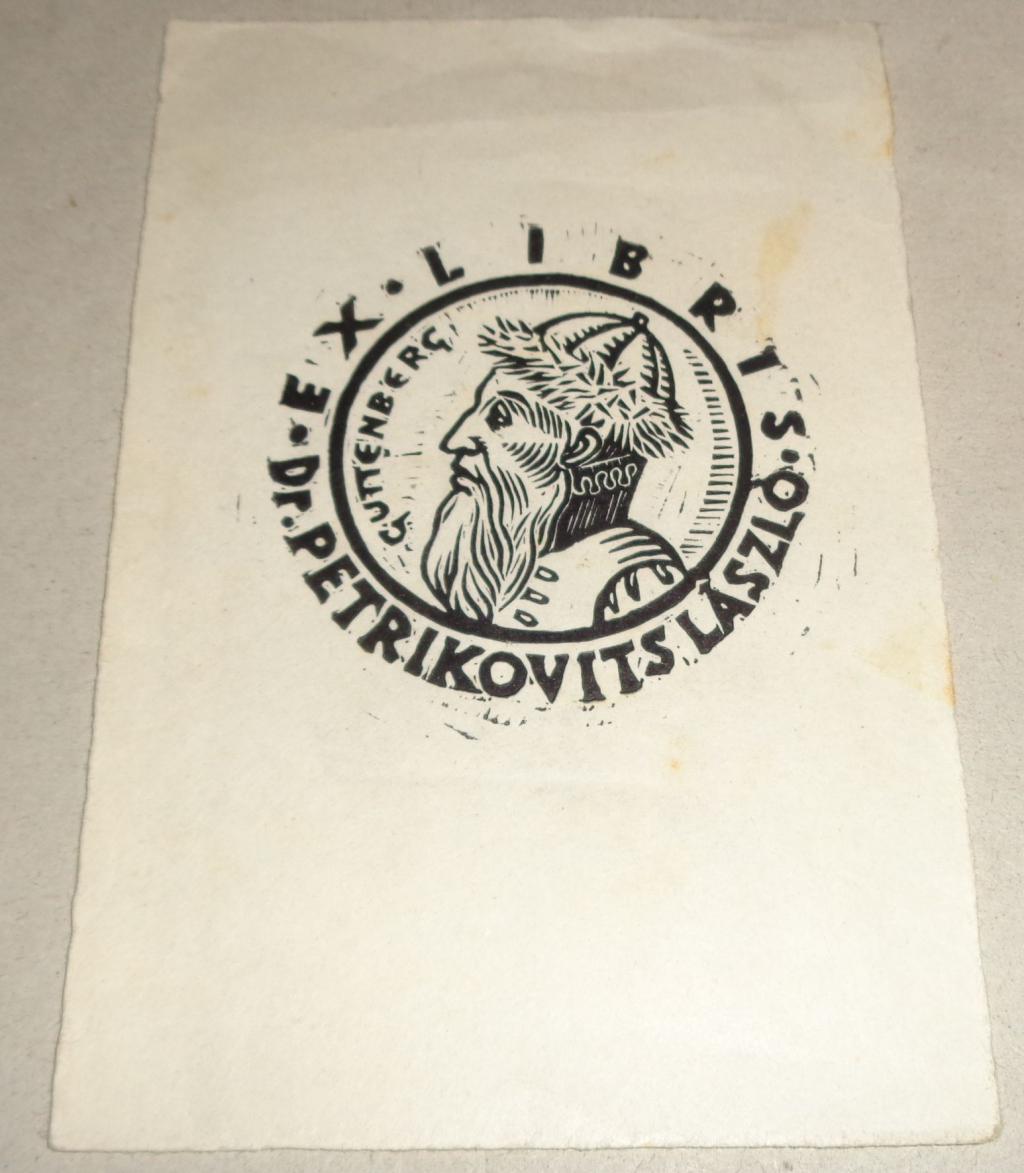 EX·LIBRIS·
Dr. PETRIKOVITS LÁSZLÓ·
GUTTENBERG